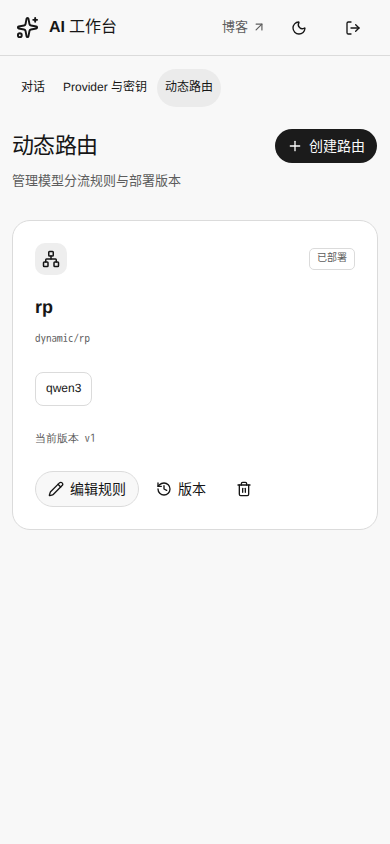 AI 工作台
博客
对话
Provider 与密钥
动态路由
动态路由
创建路由
管理模型分流规则与部署版本
已部署
rp
dynamic/rp
qwen3
当前版本 v1
编辑规则
版本